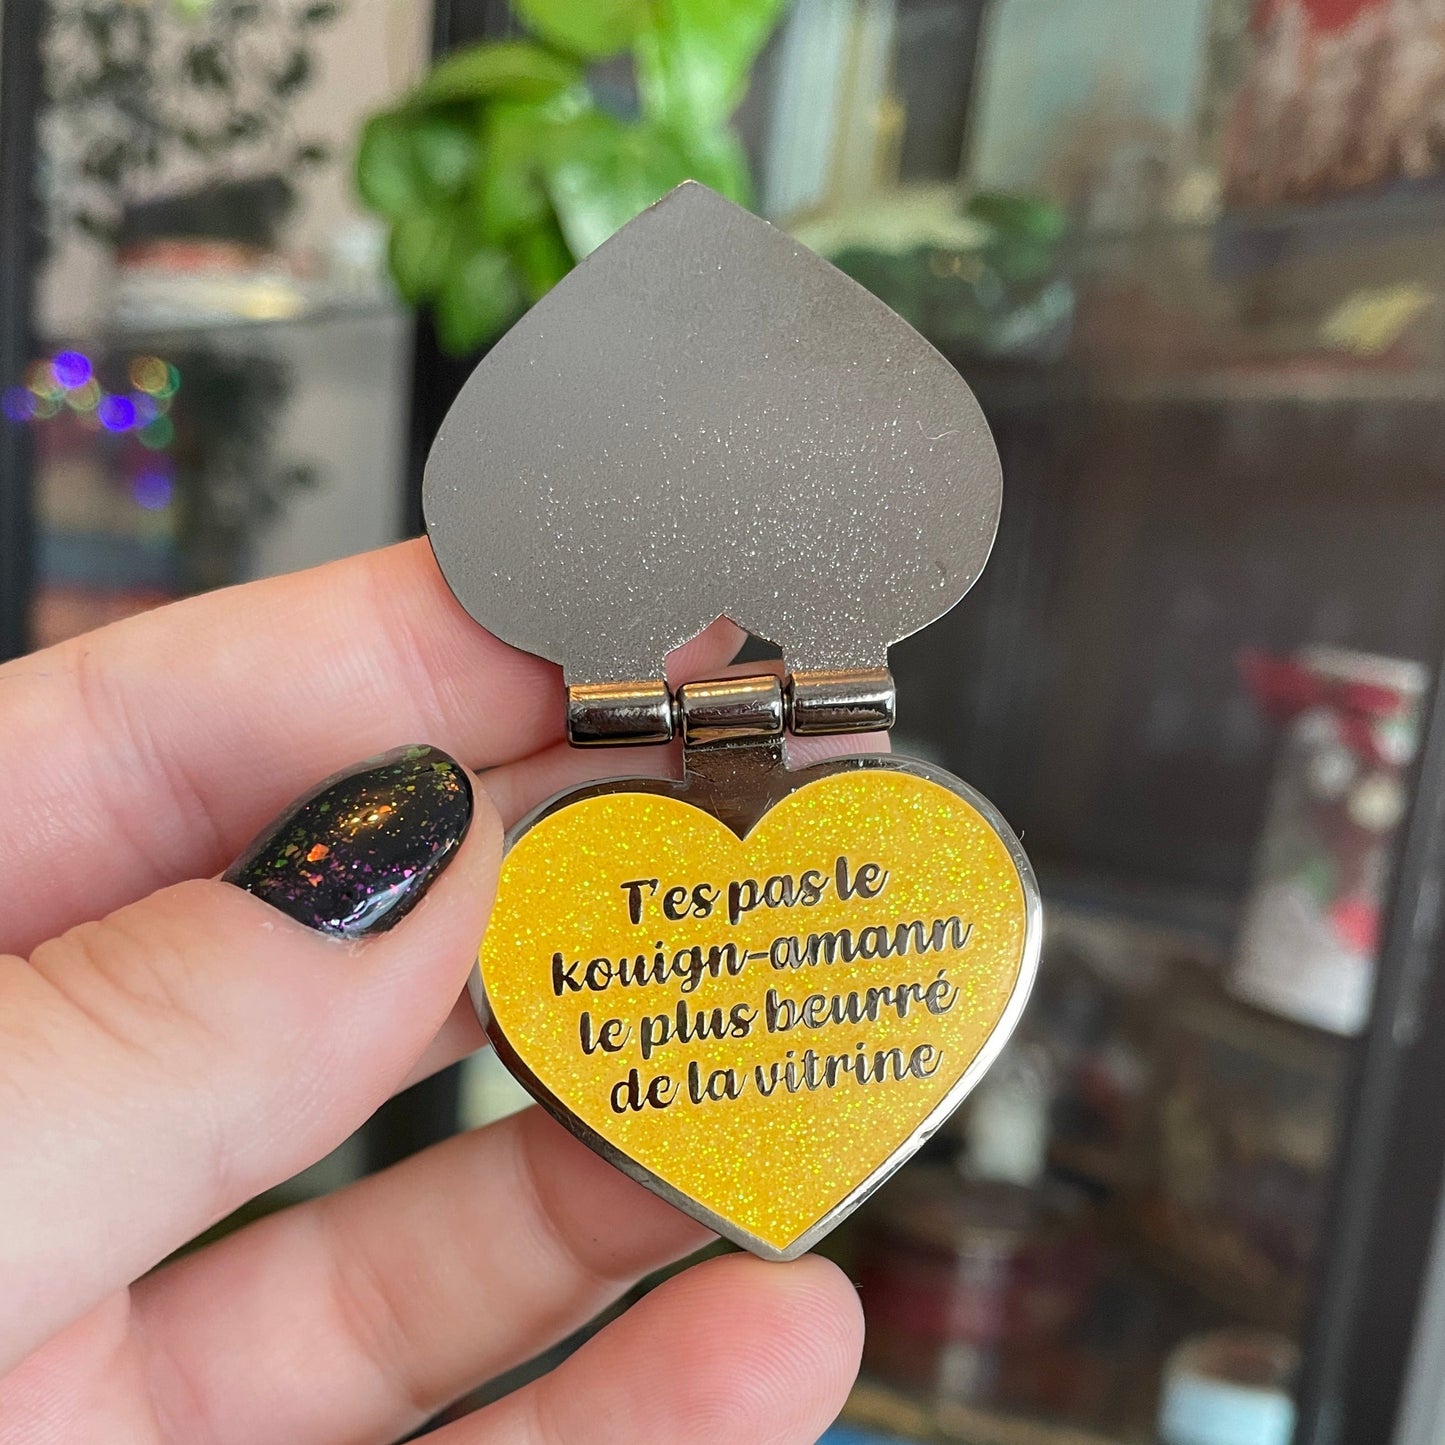 T'es pas le
kouign-amann
le plus beurré
de la vitrine